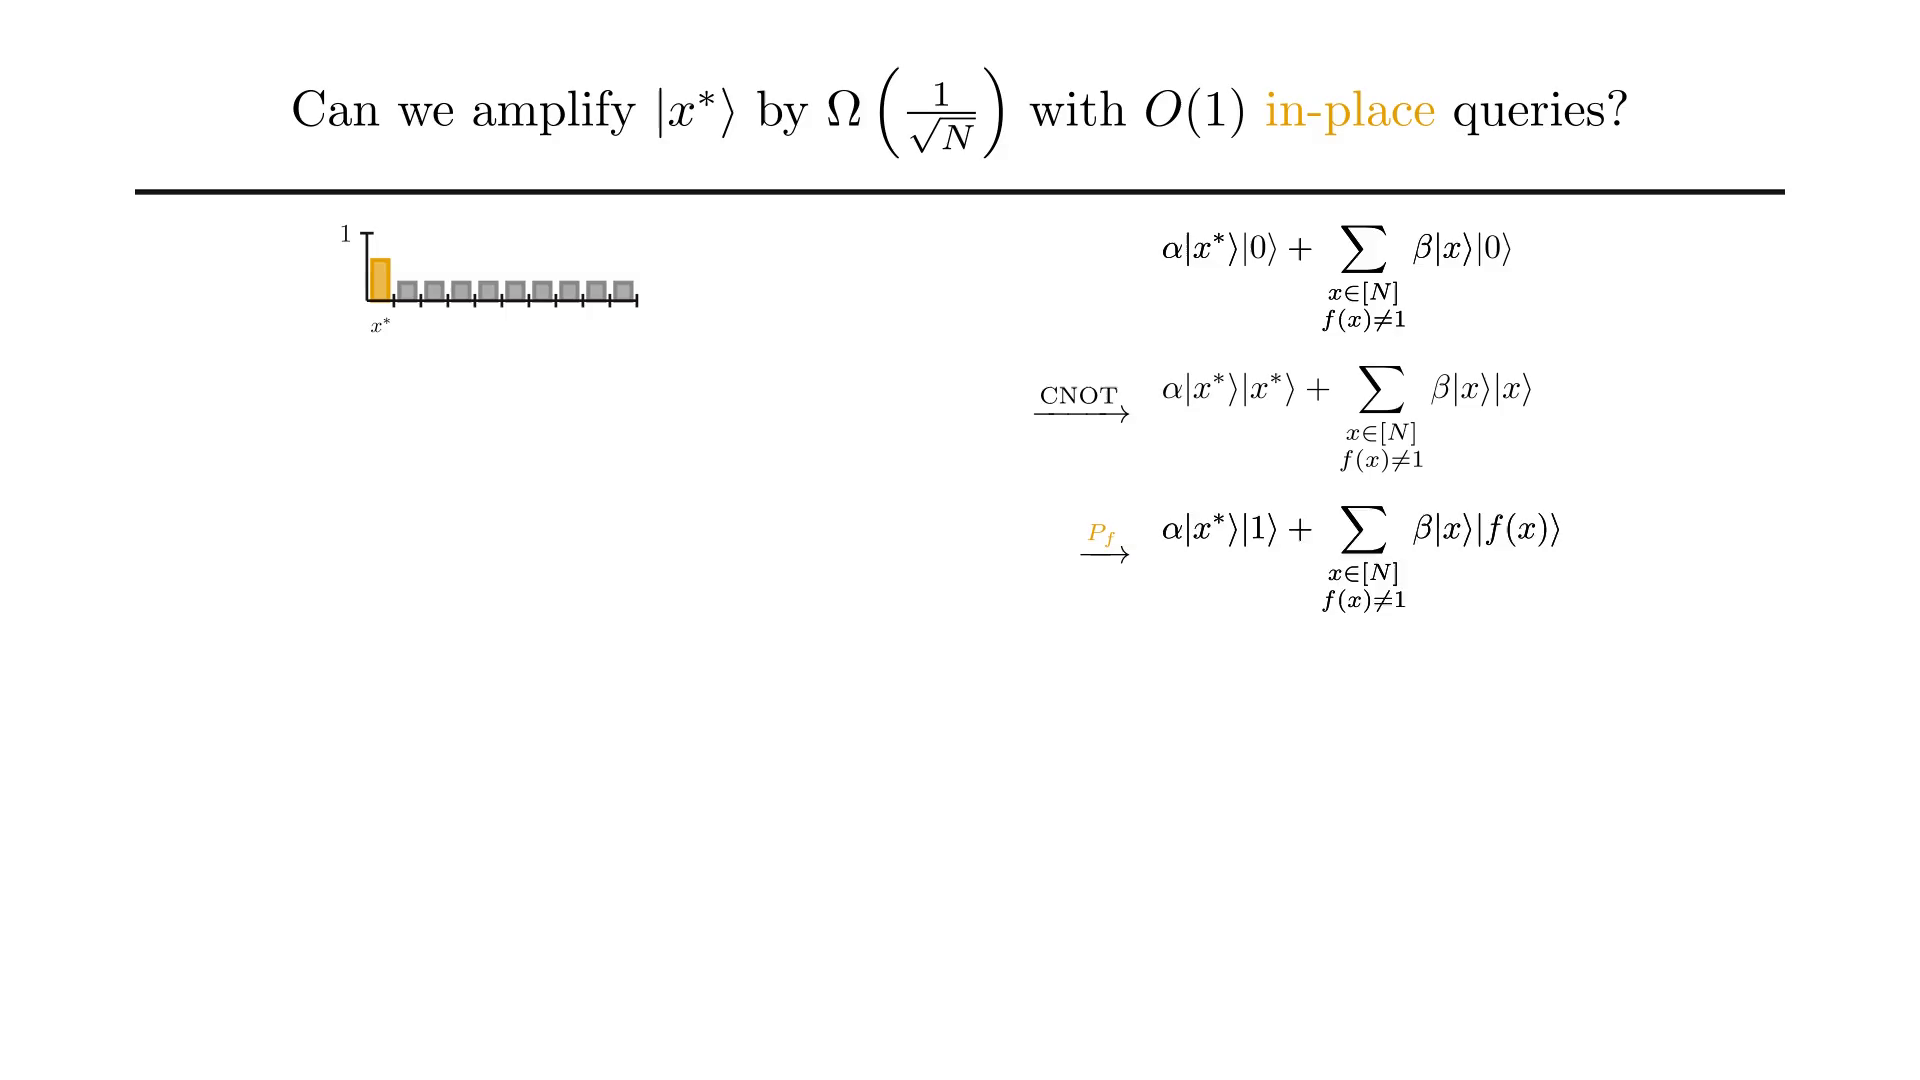 Can we amplify |x*⟩ by Ω(1/√N) with O(1) in-place queries?
1
x*
α|x*⟩|0⟩ + ∑ β|x⟩|0⟩
x∈[N]
f(x)≠1
CNOT
α|x*⟩|x*⟩ + ∑ β|x⟩|x⟩
x∈[N]
f(x)≠1
P_f
α|x*⟩|1⟩ + ∑ β|x⟩|f(x)⟩
x∈[N]
f(x)≠1